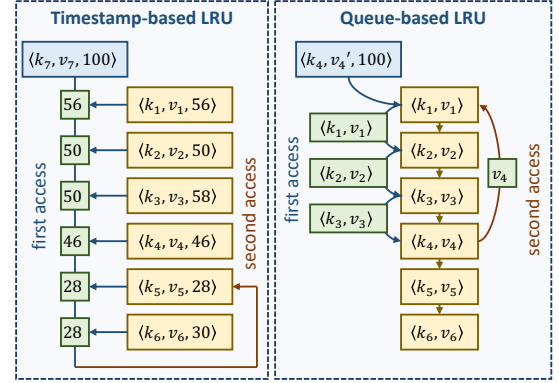 Timestamp-based LRU
⟨k₇, v₇, 100⟩
56
⟨k₁, v₁, 56⟩
50
⟨k₂, v₂, 50⟩
50
⟨k₃, v₃, 58⟩
46
⟨k₄, v₄, 46⟩
28
⟨k₅, v₅, 28⟩
28
⟨k₆, v₆, 30⟩
first access
second access
Queue-based LRU
⟨k₄, v₄′, 100⟩
⟨k₁, v₁⟩
⟨k₁, v₁⟩
⟨k₂, v₂⟩
⟨k₂, v₂⟩
⟨k₃, v₃⟩
⟨k₃, v₃⟩
⟨k₄, v₄⟩
⟨k₅, v₅⟩
⟨k₆, v₆⟩
v₄
first access
second access